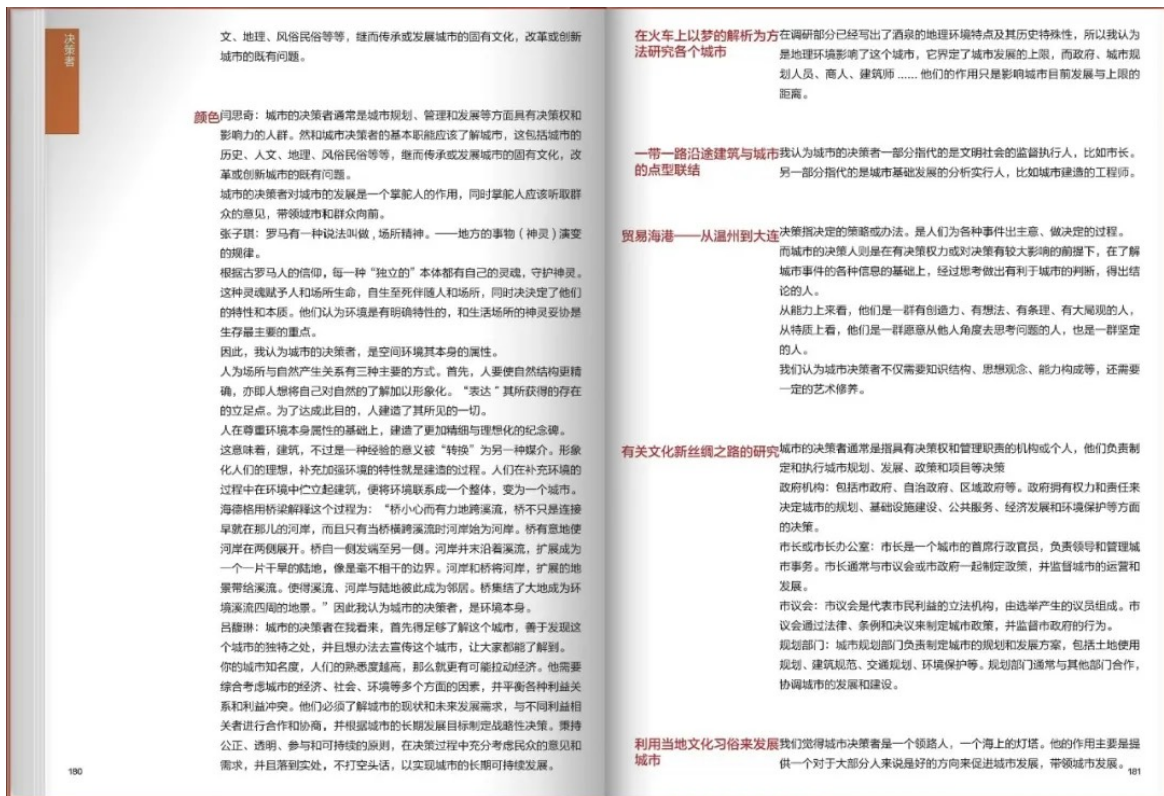 决策者
文、地理、风俗民俗等等，继而传承或发展城市的固有文化，改革或创新
城市的既有问题。
颜色
闫思奇：城市的决策者通常是城市规划、管理和发展等方面具有决策权和
影响力的人群。然和城市决策者的基本职能应该了解城市，这包括城市的
历史、人文、地理、风俗民俗等等，继而传承或发展城市的固有文化，改
革或创新城市的既有问题。
城市的决策者对城市的发展是一个掌舵人的作用，同时掌舵人应该听取群
众的意见，带领城市和群众向前。
张子琪：罗马有一种说法叫做，场所精神。——地方的事物（神灵）演变
的规律。
根据古罗马人的信仰，每一种“独立的”本体都有自己的灵魂，守护神灵。
这种灵魂赋予人和场所生命，自生至死伴随人和场所，同时决决定了他们
的特性和本质。他们认为环境是有明确特性的，和生活场所的神灵妥协是
生存最主要的重点。
因此，我认为城市的决策者，是空间环境其本身的属性。
人为场所与自然产生关系有三种主要的方式。首先，人要使自然结构更精
确，亦即人想将自己对自然的了解加以形象化。“表达”其所获得的存在
的立足点。为了达成此目的，人建造了其所见的一切。
人在尊重环境本身属性的基础上，建造了更加精细与理想化的纪念碑。
这意味着，建筑，不过是一种经验的意义被“转换”为另一种媒介。形象
化人们的理想，补充加强环境的特性就是建造的过程。人们在补充环境的
过程中在环境中伫立起建筑，便将环境联系成一个整体，变为一个城市。
海德格用桥梁解释这个过程为：“桥小心而有力地跨溪流，桥不只是连接
早就在那儿的河岸，而且只有当桥横跨溪流时河岸始为河岸。桥有意地使
河岸在两侧展开。桥自一侧发端至另一侧。河岸并末沿着溪流，扩展成为
一个一片干旱的陆地，像是毫不相干的边界。河岸和桥将河岸，扩展的地
景带给溪流。使得溪流、河岸与陆地彼此成为邻居。桥集结了大地成为环
境溪流四周的地景。”因此我认为城市的决策者，是环境本身。
吕馥琳：城市的决策者在我看来，首先得足够了解这个城市，善于发现这
个城市的独特之处，并且想办法去宣传这个城市，让大家都能了解到。
你的城市知名度，人们的熟悉度越高，那么就更有可能拉动经济。他需要
综合考虑城市的经济、社会、环境等多个方面的因素，并平衡各种利益关
系和利益冲突。他们必须了解城市的现状和未来发展需求，与不同利益相
关者进行合作和协商，并根据城市的长期发展目标制定战略性决策。秉持
公正、透明、参与和可持续的原则，在决策过程中充分考虑民众的意见和
需求，并且落到实处，不打空头话，以实现城市的长期可持续发展。
180
在火车上以梦的解析为方
法研究各个城市
在调研部分已经写出了酒泉的地理环境特点及其历史特殊性，所以我认为
是地理环境影响了这个城市，它界定了城市发展的上限，而政府、城市规
划人员、商人、建筑师……他们的作用只是影响城市目前发展与上限的
距离。
一带一路沿途建筑与城市
的点型联结
我认为城市的决策者一部分指代的是文明社会的监督执行人，比如市长。
另一部分指代的是城市基础发展的分析实行人，比如城市建造的工程师。
贸易海港——从温州到大连
决策指决定的策略或办法。是人们为各种事件出主意、做决定的过程。
而城市的决策人则是在有决策权力或对决策有较大影响的前提下，在了解
城市事件的各种信息的基础上，经过思考做出有利于城市的判断，得出结
论的人。
从能力上来看，他们是一群有创造力、有想法、有条理、有大局观的人，
从特质上看，他们是一群愿意从他人角度去思考问题的人，也是一群坚定
的人。
我们认为城市决策者不仅需要知识结构、思想观念、能力构成等，还需要
一定的艺术修养。
有关文化新丝绸之路的研究
城市的决策者通常是指具有决策权和管理职责的机构或个人，他们负责制
定和执行城市规划、发展、政策和项目等决策
政府机构：包括市政府、自治政府、区域政府等。政府拥有权力和责任来
决定城市的规划、基础设施建设、公共服务、经济发展和环境保护等方面
的决策。
市长或市长办公室：市长是一个城市的首席行政官员，负责领导和管理城
市事务。市长通常与市议会或市政府一起制定政策，并监督城市的运营和
发展。
市议会：市议会是代表市民利益的立法机构，由选举产生的议员组成。市
议会通过法律、条例和决议来制定城市政策，并监督市政府的行为。
规划部门：城市规划部门负责制定城市的规划和发展方案，包括土地使用
规划、建筑规范、交通规划、环境保护等。规划部门通常与其他部门合作，
协调城市的发展和建设。
利用当地文化习俗来发展
城市
我们觉得城市决策者是一个领路人，一个海上的灯塔。他的作用主要是提
供一个对于大部分人来说是好的方向来促进城市发展，带领城市发展。
181